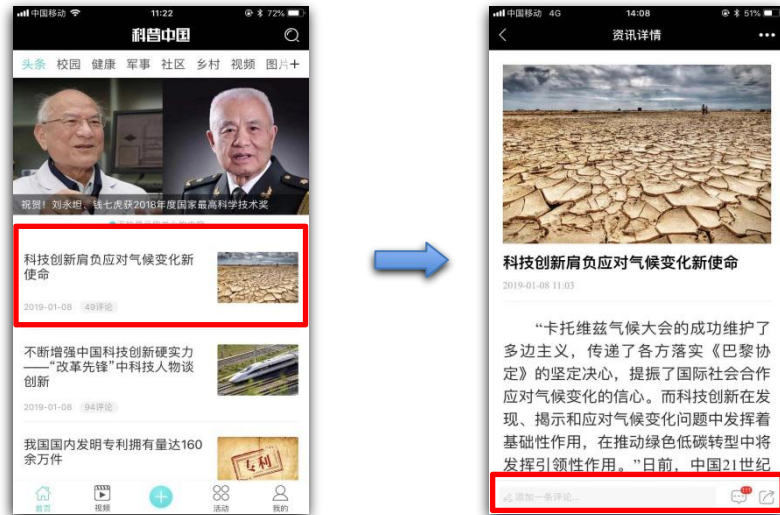 中国移动 11:22 72%
科普中国
头条 校园 健康 军事 社区 乡村 视频 图片+
祝贺！刘永坦、钱七虎获2018年度国家最高科学技术奖
科技创新肩负应对气候变化新
使命
2019-01-08 49评论
不断增强中国科技创新硬实力
——“改革先锋”中科技人物谈
创新
2019-01-08 94评论
我国国内发明专利拥有量达160
余万件
专利
首页 视频 活动 我的
中国移动 4G 14:08 51%
资讯详情
科技创新肩负应对气候变化新使命
2019-01-08 11:03
“卡托维兹气候大会的成功维护了
多边主义，传递了各方落实《巴黎协
定》的坚定决心，提振了国际社会合作
应对气候变化的信心。而科技创新在发
现、揭示和应对气候变化问题中发挥着
基础性作用，在推动绿色低碳转型中将
发挥引领性作用。”日前，中国21世纪
添加一条评论...